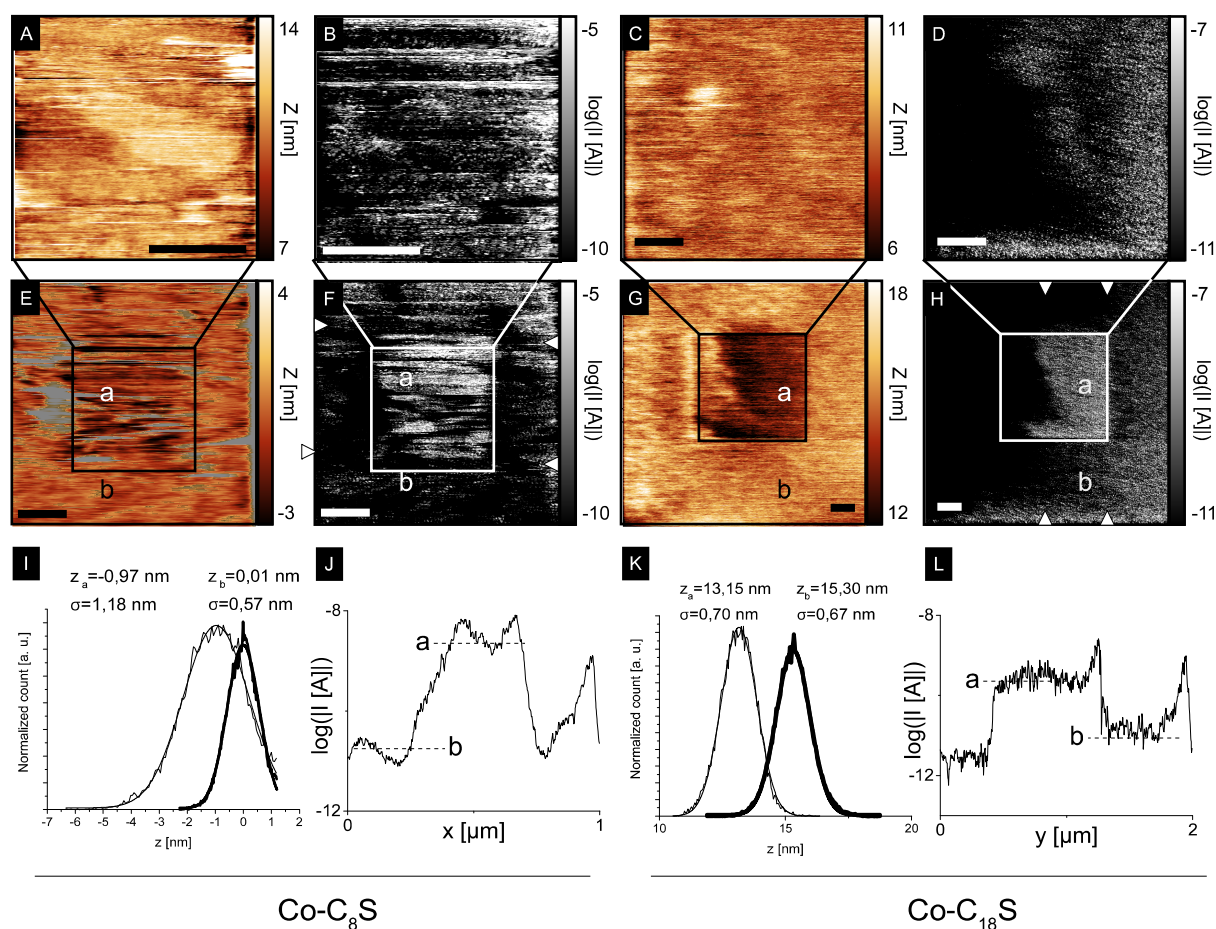 A
14
Z [nm]
7
B
-5
log(|I [A]|)
-10
C
11
Z [nm]
6
D
-7
log(|I [A]|)
-11
E
a
b
4
Z [nm]
-3
F
a
b
-5
log(|I [A]|)
-10
G
a
b
18
Z [nm]
12
H
a
b
-7
log(|I [A]|)
-11
I
zₐ=-0,97 nm
σ=1,18 nm
z_b=0,01 nm
σ=0,57 nm
Normalized count [a. u.]
-7 -6 -5 -4 -3 -2 -1 0 1 2
z [nm]
J
-8
log(|I [A]|)
-12
a
b
0 1
x [µm]
K
zₐ=13,15 nm
σ=0,70 nm
z_b=15,30 nm
σ=0,67 nm
Normalized count [a. u.]
10 15 20
z [nm]
L
-8
log(|I [A]|)
-12
a
b
0 2
y [µm]
Co-C₈S
Co-C₁₈S